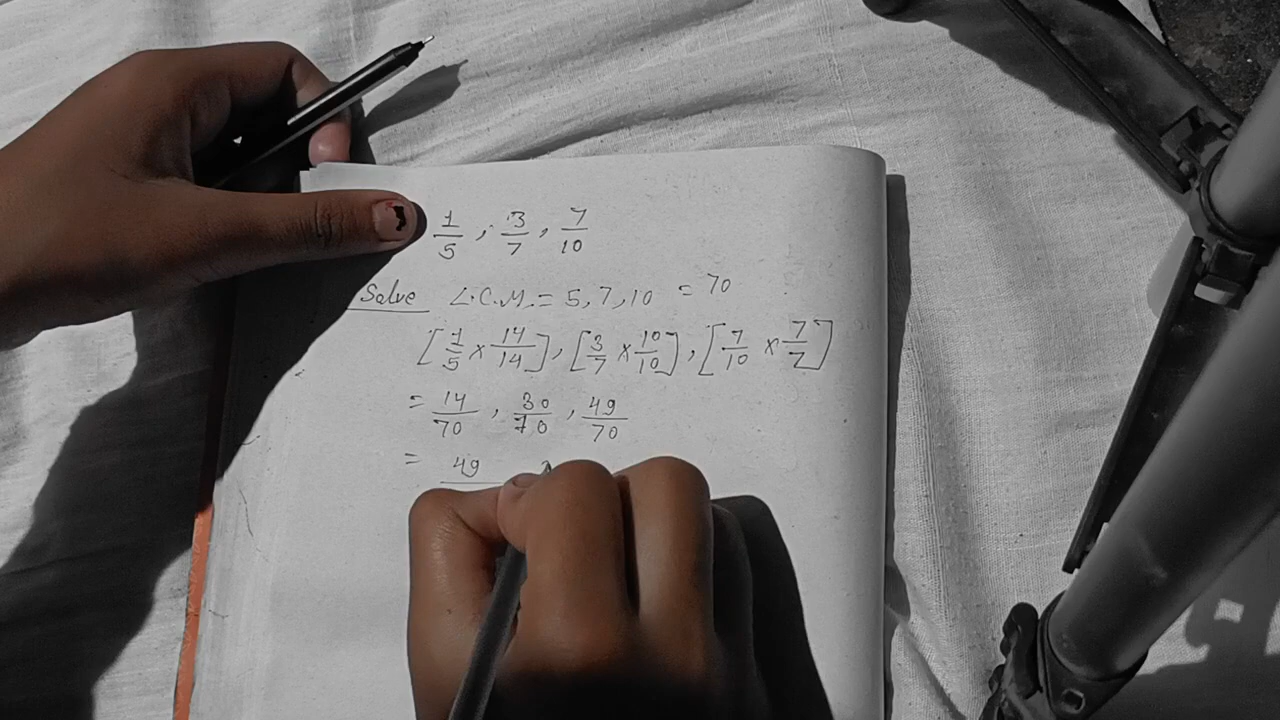 1/5 , 3/7 , 7/10
Salve L.C.M. = 5, 7, 10 = 70
[1/5 x 14/14], [3/7 x 10/10], [7/10 x 7/7]
= 14/70 , 30/70 , 49/70
= 49